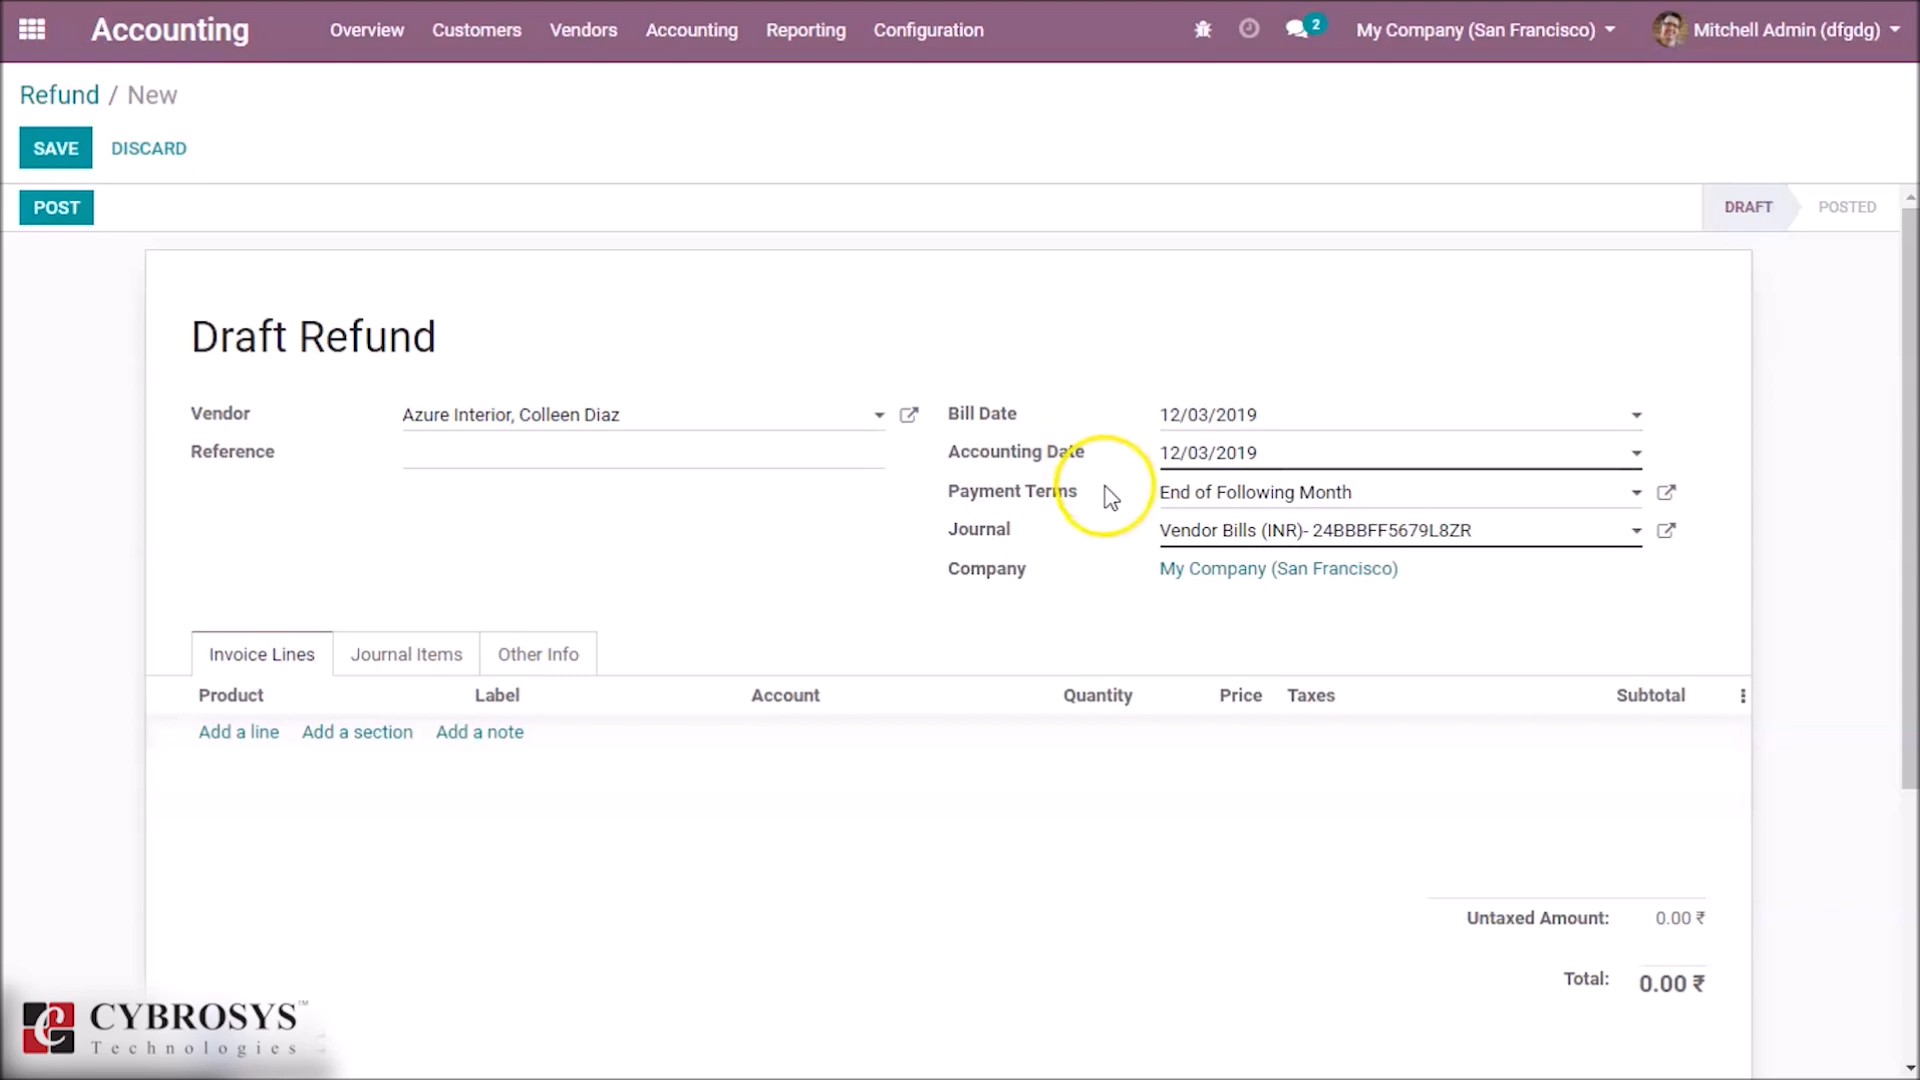 Accounting Overview Customers Vendors Accounting Reporting Configuration 2 My Company (San Francisco) Mitchell Admin (dfgdg)
Refund / New
SAVE DISCARD
POST DRAFT POSTED
Draft Refund
Vendor Azure Interior, Colleen Diaz Bill Date 12/03/2019
Reference Accounting Date 12/03/2019
Payment Terms End of Following Month
Journal Vendor Bills (INR)- 24BBBFF5679L8ZR
Company My Company (San Francisco)
Invoice Lines Journal Items Other Info
Product Label Account Quantity Price Taxes Subtotal
Add a line Add a section Add a note
Untaxed Amount: 0.00 ₹
Total: 0.00 ₹
CYBROSYS™
Technologies